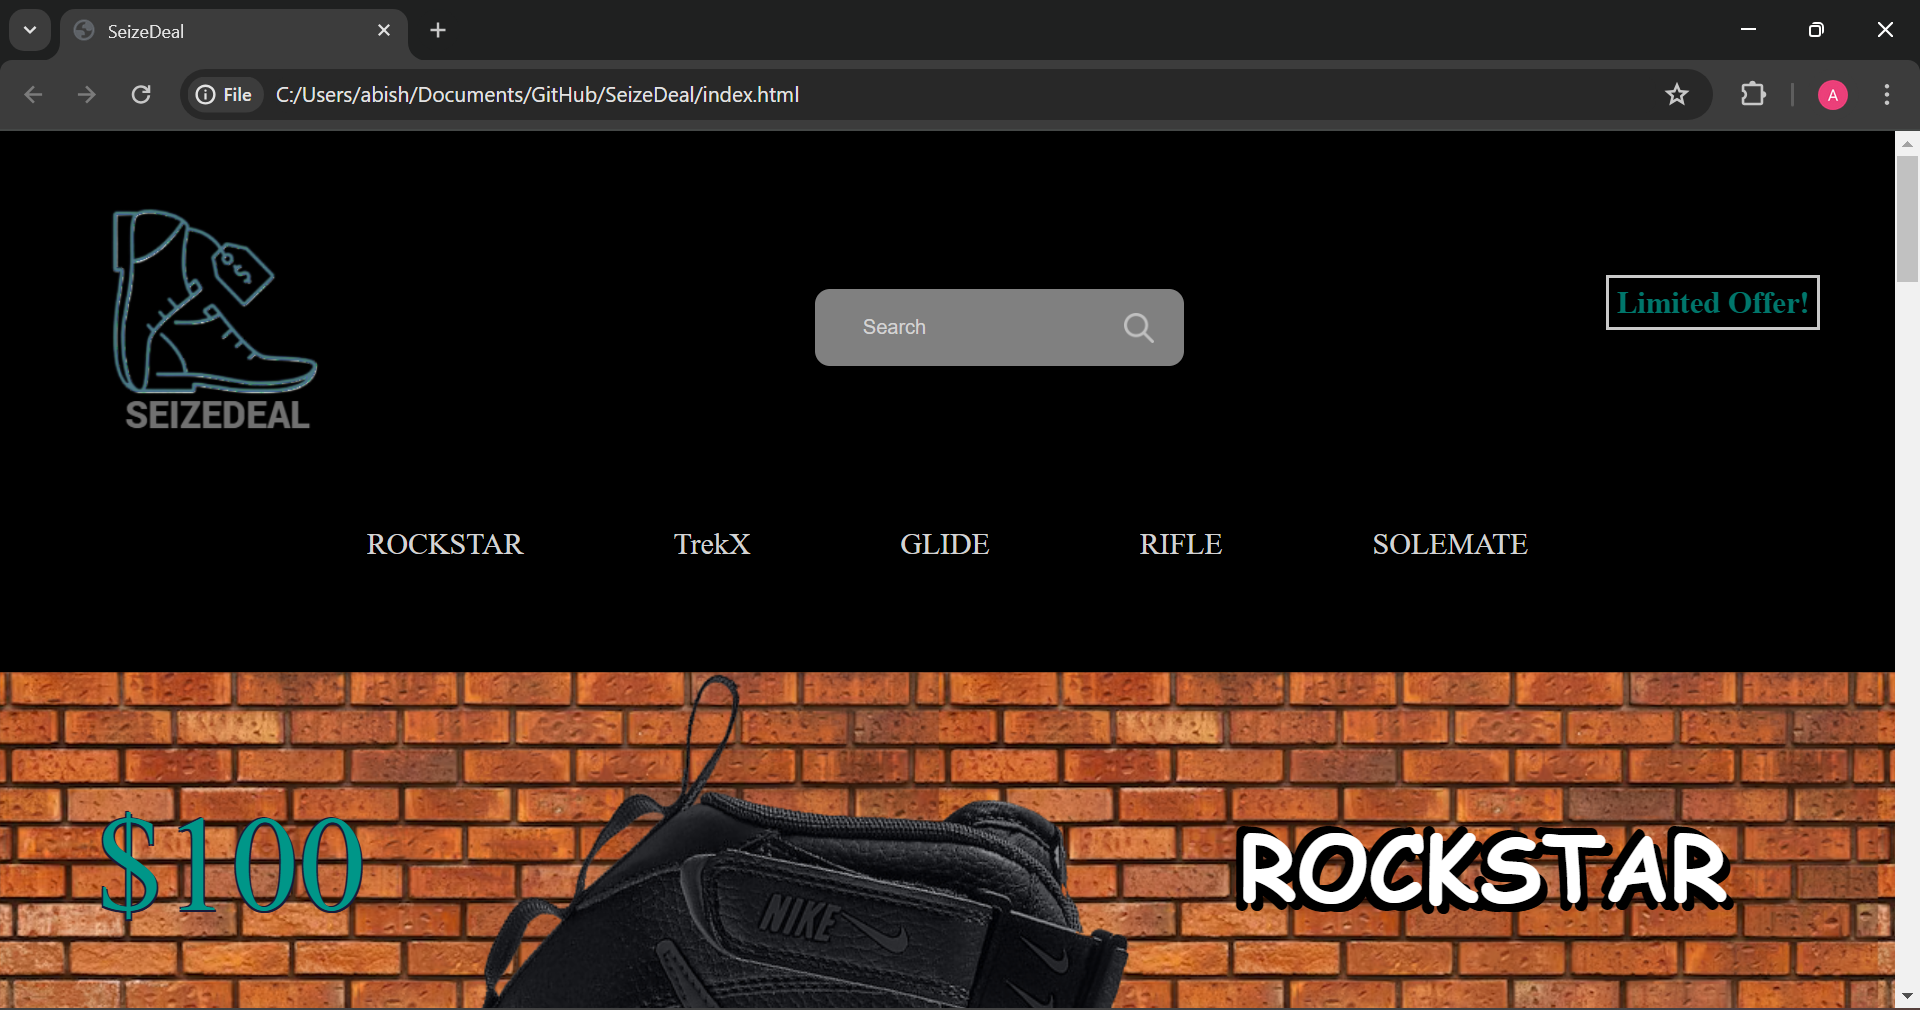 SeizeDeal
File C:/Users/abish/Documents/GitHub/SeizeDeal/index.html
A
$
SEIZEDEAL
Search
Limited Offer!
ROCKSTAR TrekX GLIDE RIFLE SOLEMATE
$100
ROCKSTAR
NIKE